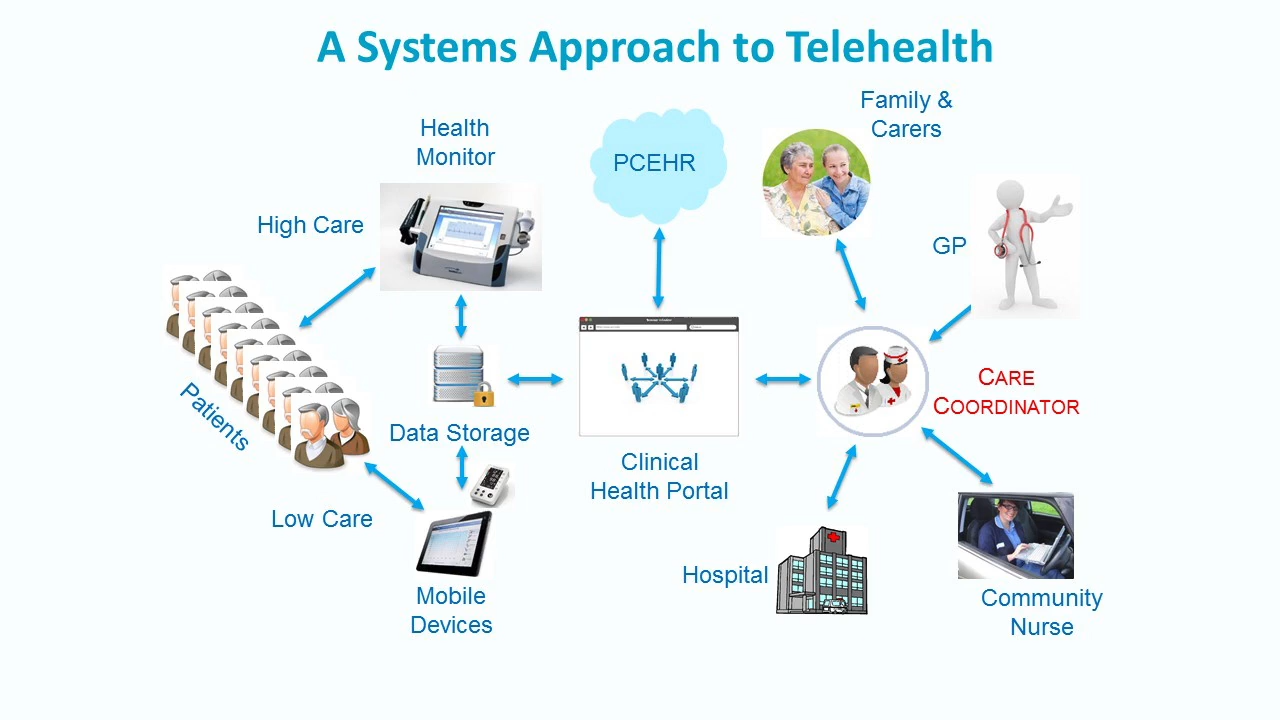 A Systems Approach to Telehealth
Family &
Carers
Health
Monitor
PCEHR
High Care
GP
Patients
CARE
COORDINATOR
Data Storage
Clinical
Health Portal
Low Care
Hospital
Mobile
Devices
Community
Nurse